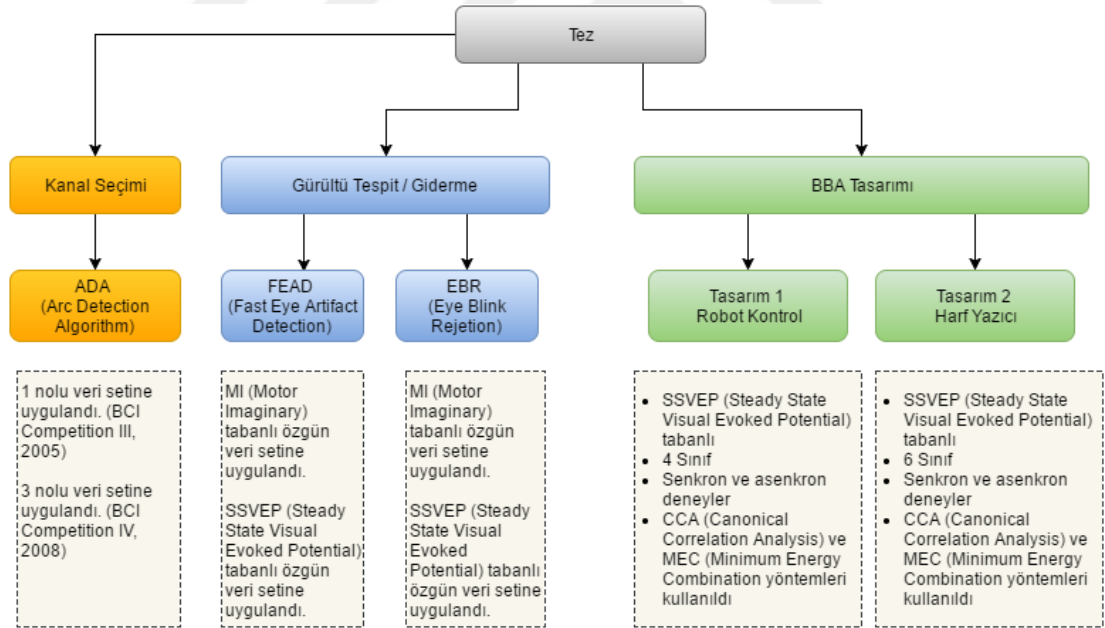 Tez
Kanal Seçimi
Gürültü Tespit / Giderme
BBA Tasarımı
ADA
(Arc Detection
Algorithm)
FEAD
(Fast Eye Artifact
Detection)
EBR
(Eye Blink
Rejetion)
Tasarım 1
Robot Kontrol
Tasarım 2
Harf Yazıcı
1 nolu veri setine
uygulandı. (BCI
Competition III,
2005)
3 nolu veri setine
uygulandı. (BCI
Competition IV,
2008)
MI (Motor
Imaginary)
tabanlı özgün
veri setine
uygulandı.
SSVEP (Steady
State Visual
Evoked Potential)
tabanlı özgün
veri setine
uygulandı.
MI (Motor
Imaginary)
tabanlı özgün
veri setine
uygulandı.
SSVEP (Steady
State Visual
Evoked
Potential) tabanlı
özgün veri setine
uygulandı.
• SSVEP (Steady State
Visual Evoked Potential)
tabanlı
• 4 Sınıf
• Senkron ve asenkron
deneyler
• CCA (Canonical
Correlation Analysis) ve
MEC (Minimum Energy
Combination yöntemleri
kullanıldı
• SSVEP (Steady State
Visual Evoked Potential)
tabanlı
• 6 Sınıf
• Senkron ve asenkron
deneyler
• CCA (Canonical
Correlation Analysis) ve
MEC (Minimum Energy
Combination yöntemleri
kullanıldı